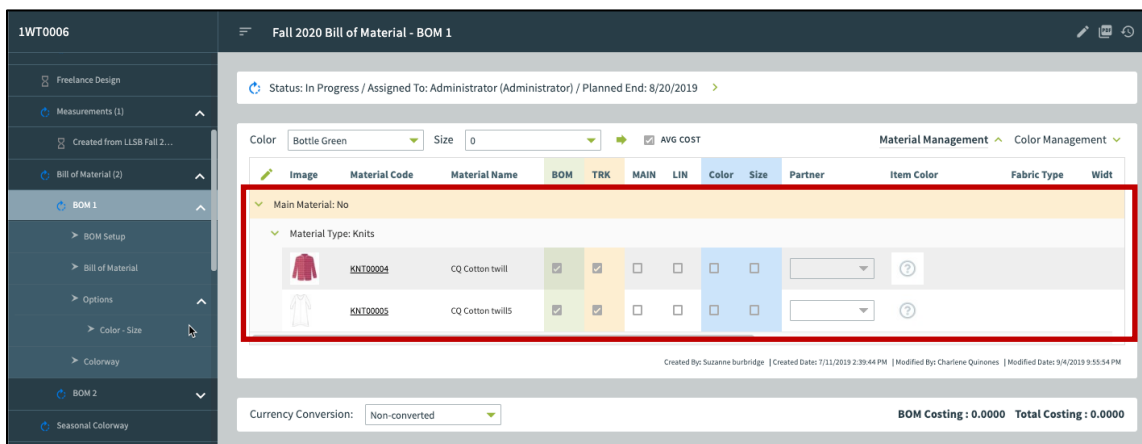 1WT0006
Fall 2020 Bill of Material - BOM 1
Freelance Design
Measurements (1)
Created from LLSB Fall 2...
Bill of Material (2)
BOM 1
BOM Setup
Bill of Material
Options
Color - Size
Colorway
BOM 2
Seasonal Colorway
Status: In Progress / Assigned To: Administrator (Administrator) / Planned End: 8/20/2019
Color Bottle Green Size 0 AVG COST Material Management Color Management
Image Material Code Material Name BOM TRK MAIN LIN Color Size Partner Item Color Fabric Type Widt
Main Material: No
Material Type: Knits
KNT00004 CQ Cotton twill
KNT00005 CQ Cotton twill5
Created By: Suzanne burbridge | Created Date: 7/11/2019 2:39:44 PM | Modified By: Charlene Quinones | Modified Date: 9/4/2019 9:55:54 PM
Currency Conversion: Non-converted BOM Costing : 0.0000 Total Costing : 0.0000